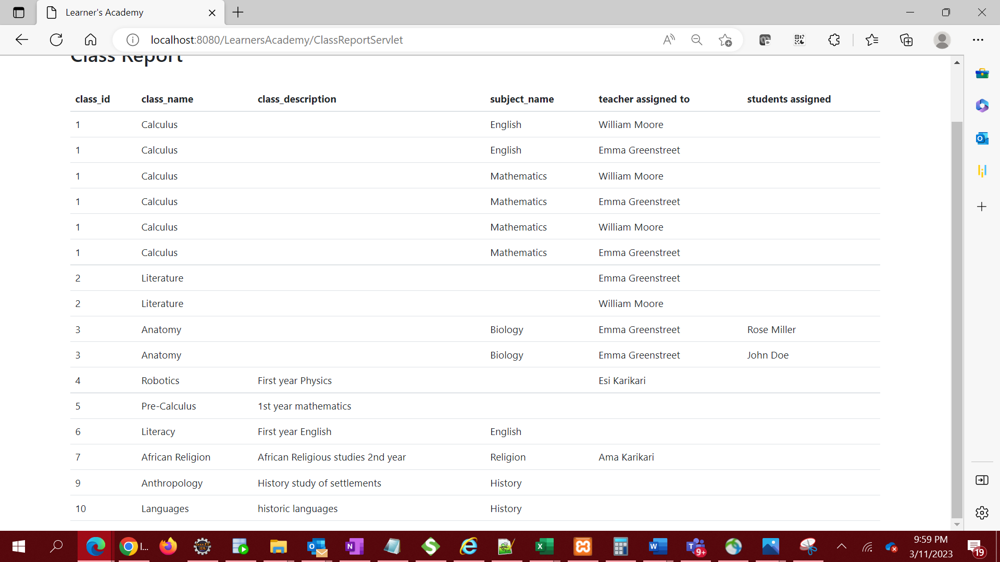 Learner's Academy
localhost:8080/LearnersAcademy/ClassReportServlet
Class Report
class_id class_name class_description subject_name teacher assigned to students assigned
1 Calculus English William Moore
1 Calculus English Emma Greenstreet
1 Calculus Mathematics William Moore
1 Calculus Mathematics Emma Greenstreet
1 Calculus Mathematics William Moore
1 Calculus Mathematics Emma Greenstreet
2 Literature Emma Greenstreet
2 Literature William Moore
3 Anatomy Biology Emma Greenstreet Rose Miller
3 Anatomy Biology Emma Greenstreet John Doe
4 Robotics First year Physics Esi Karikari
5 Pre-Calculus 1st year mathematics
6 Literacy First year English English
7 African Religion African Religious studies 2nd year Religion Ama Karikari
9 Anthropology History study of settlements History
10 Languages historic languages History
9:59 PM
3/11/2023
19
9+